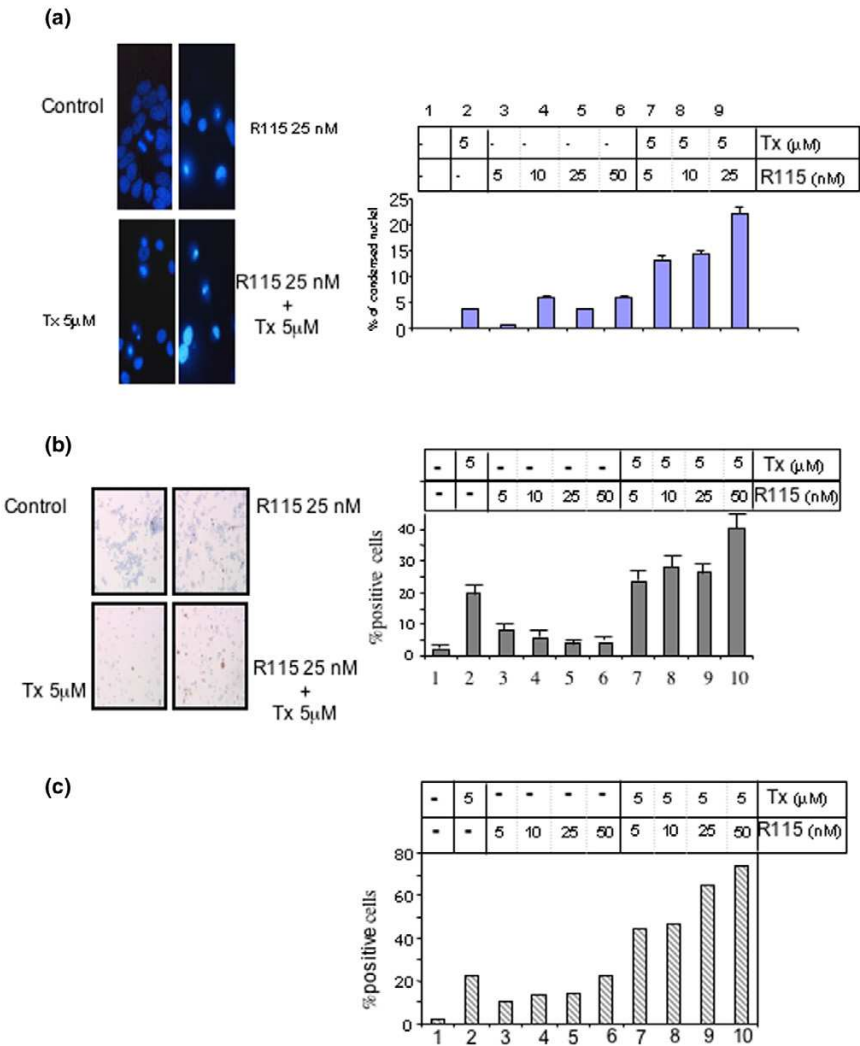 (a)
Control
R115 25 nM
Tx 5μM
R115 25 nM
+
Tx 5μM
1 2 3 4 5 6 7 8 9
- 5 - - - - 5 5 5 Tx (μM)
- - 5 10 25 50 5 10 25 R115 (nM)
% of condensed nuclei
25
20
15
10
5
0
(b)
Control
R115 25 nM
Tx 5μM
R115 25 nM
+
Tx 5μM
- 5 - - - - 5 5 5 5 Tx (μM)
- - 5 10 25 50 5 10 25 50 R115 (nM)
%positive cells
40
30
20
10
0
1 2 3 4 5 6 7 8 9 10
(c)
- 5 - - - - 5 5 5 5 Tx (μM)
- - 5 10 25 50 5 10 25 50 R115 (nM)
%positive cells
80
60
40
20
0
1 2 3 4 5 6 7 8 9 10